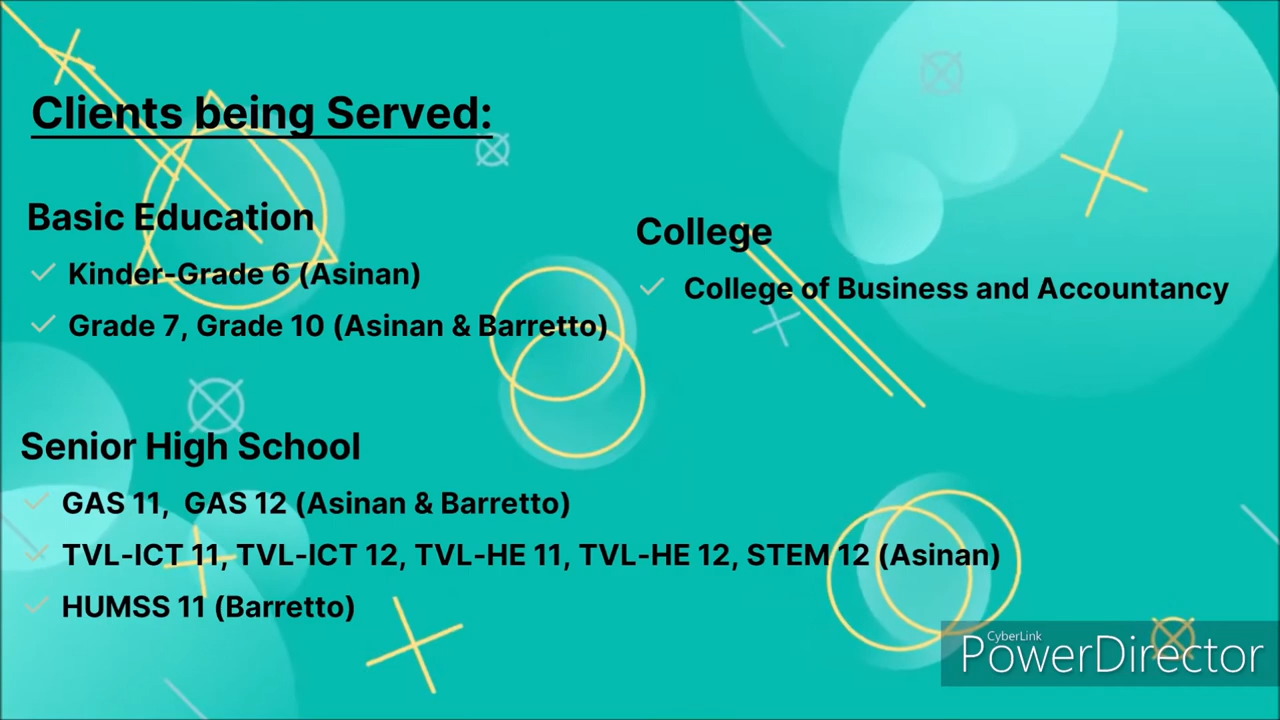 Clients being Served:
Basic Education
Kinder-Grade 6 (Asinan)
Grade 7, Grade 10 (Asinan & Barretto)
College
College of Business and Accountancy
Senior High School
GAS 11, GAS 12 (Asinan & Barretto)
TVL-ICT 11, TVL-ICT 12, TVL-HE 11, TVL-HE 12, STEM 12 (Asinan)
HUMSS 11 (Barretto)
CyberLink
PowerDirector